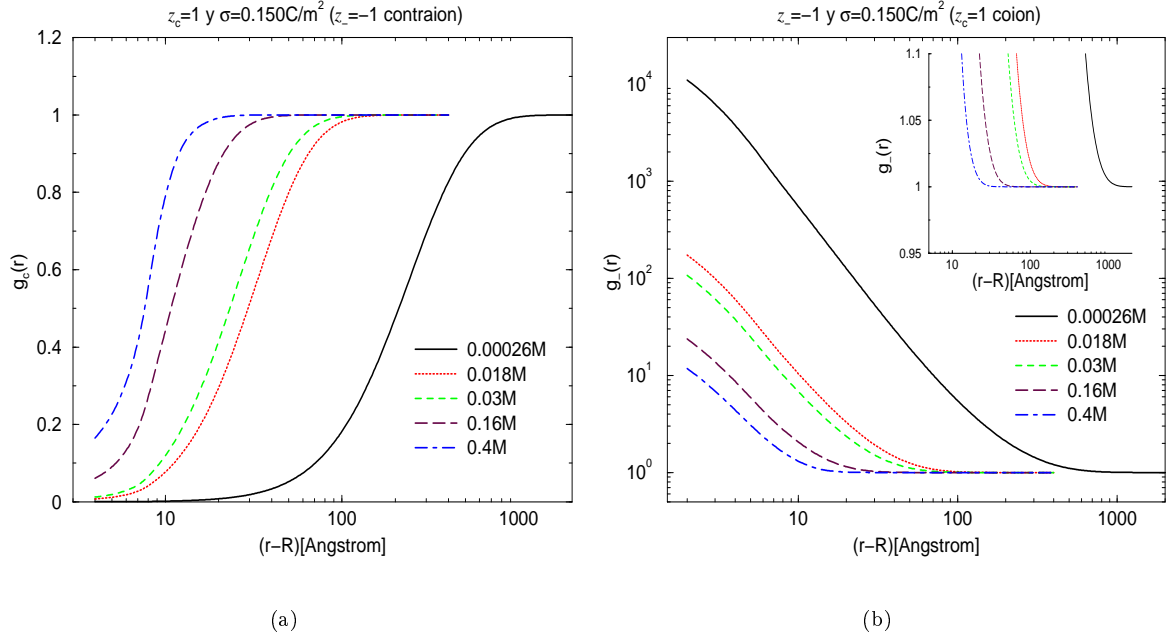 z_c=1 y σ=0.150C/m² (z_−=−1 contraion)
1.2
1
0.8
0.6
0.4
0.2
0
g_c(r)
0.00026M
0.018M
0.03M
0.16M
0.4M
10
100
1000
(r−R)[Angstrom]
(a)
z_−=−1 y σ=0.150C/m² (z_c=1 coion)
10⁴
10³
10²
10¹
10⁰
g_−(r)
1.1
1.05
1
0.95
g_−(r)
10
100
1000
(r−R)[Angstrom]
0.00026M
0.018M
0.03M
0.16M
0.4M
10
100
1000
(r−R)[Angstrom]
(b)